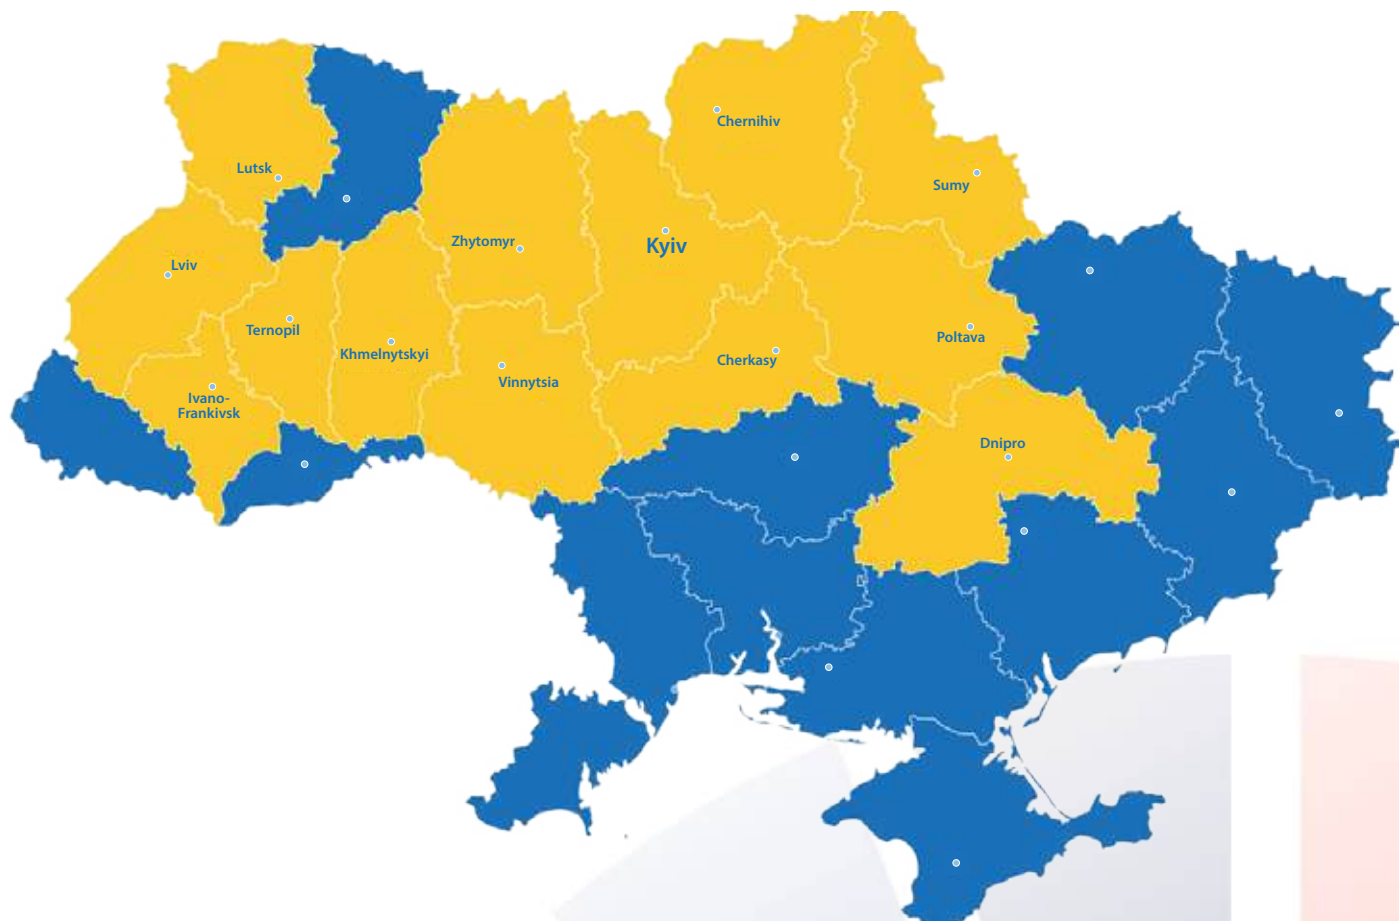 Chernihiv
Lutsk
Sumy
Zhytomyr
Kyiv
Lviv
Ternopil
Poltava
Khmelnytskyi
Cherkasy
Vinnytsia
Ivano-
Frankivsk
Dnipro